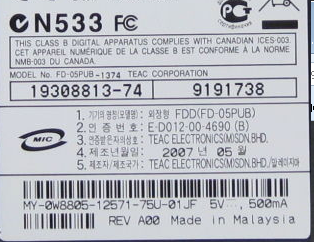 N533 FC
THIS CLASS B DIGITAL APPARATUS COMPLIES WITH CANADIAN ICES-003.
CET APPAREIL NUMÉRIQUE DE LA CLASSE B EST CONFORME À LA NORME
NMB-003 DU CANADA.
MODEL No. FD-05PUB-1374 TEAC CORPORATION
19308813-74 9191738
1. 기기의 명칭(모델명): 외장형 FDD(FD-05PUB)
2. 인 증 번 호: E-D012-00-4690 (B)
3. 인증받은자의상호: TEAC ELECTRONICS(M)SDN.BHD.
4. 제조년월일: 2007 년 05 월
5. 제조자/제조국가: TEAC ELECTRONICS(M)SDN.BHD./말레이지아
MIC
MY-0W8805-12571-75U-01JF 5V 500mA
REV A00 Made in Malaysia